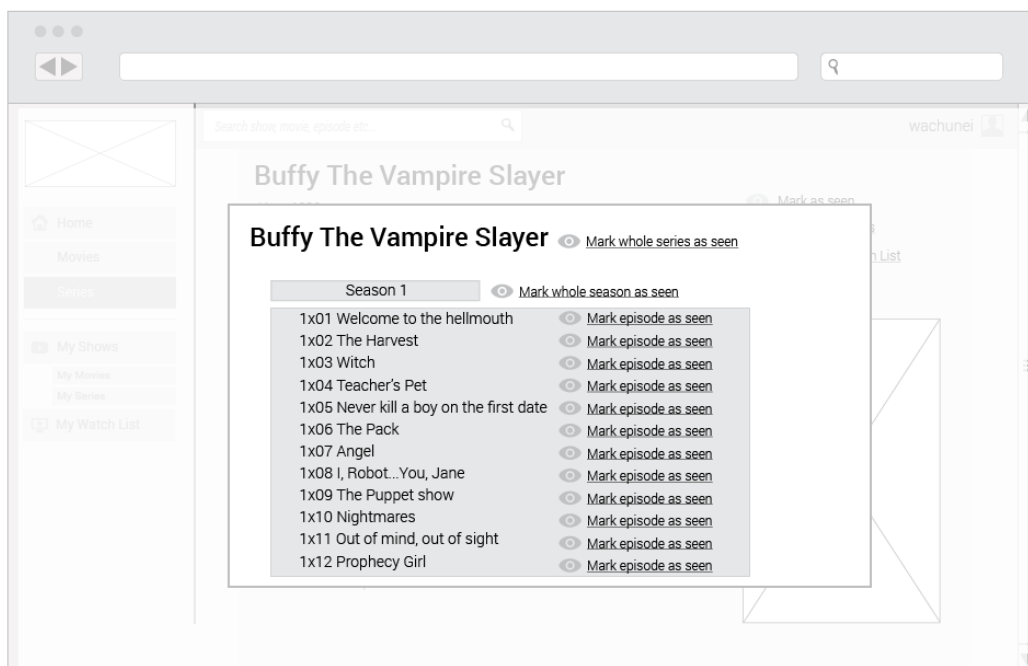 Search show, movie, episode etc...
wachunei
Buffy The Vampire Slayer
Mark as seen
Home
Movies
Series
My Shows
My Movies
My Series
My Watch List
List
Buffy The Vampire Slayer Mark whole series as seen
Season 1 Mark whole season as seen
1x01 Welcome to the hellmouth Mark episode as seen
1x02 The Harvest Mark episode as seen
1x03 Witch Mark episode as seen
1x04 Teacher's Pet Mark episode as seen
1x05 Never kill a boy on the first date Mark episode as seen
1x06 The Pack Mark episode as seen
1x07 Angel Mark episode as seen
1x08 I, Robot...You, Jane Mark episode as seen
1x09 The Puppet show Mark episode as seen
1x10 Nightmares Mark episode as seen
1x11 Out of mind, out of sight Mark episode as seen
1x12 Prophecy Girl Mark episode as seen